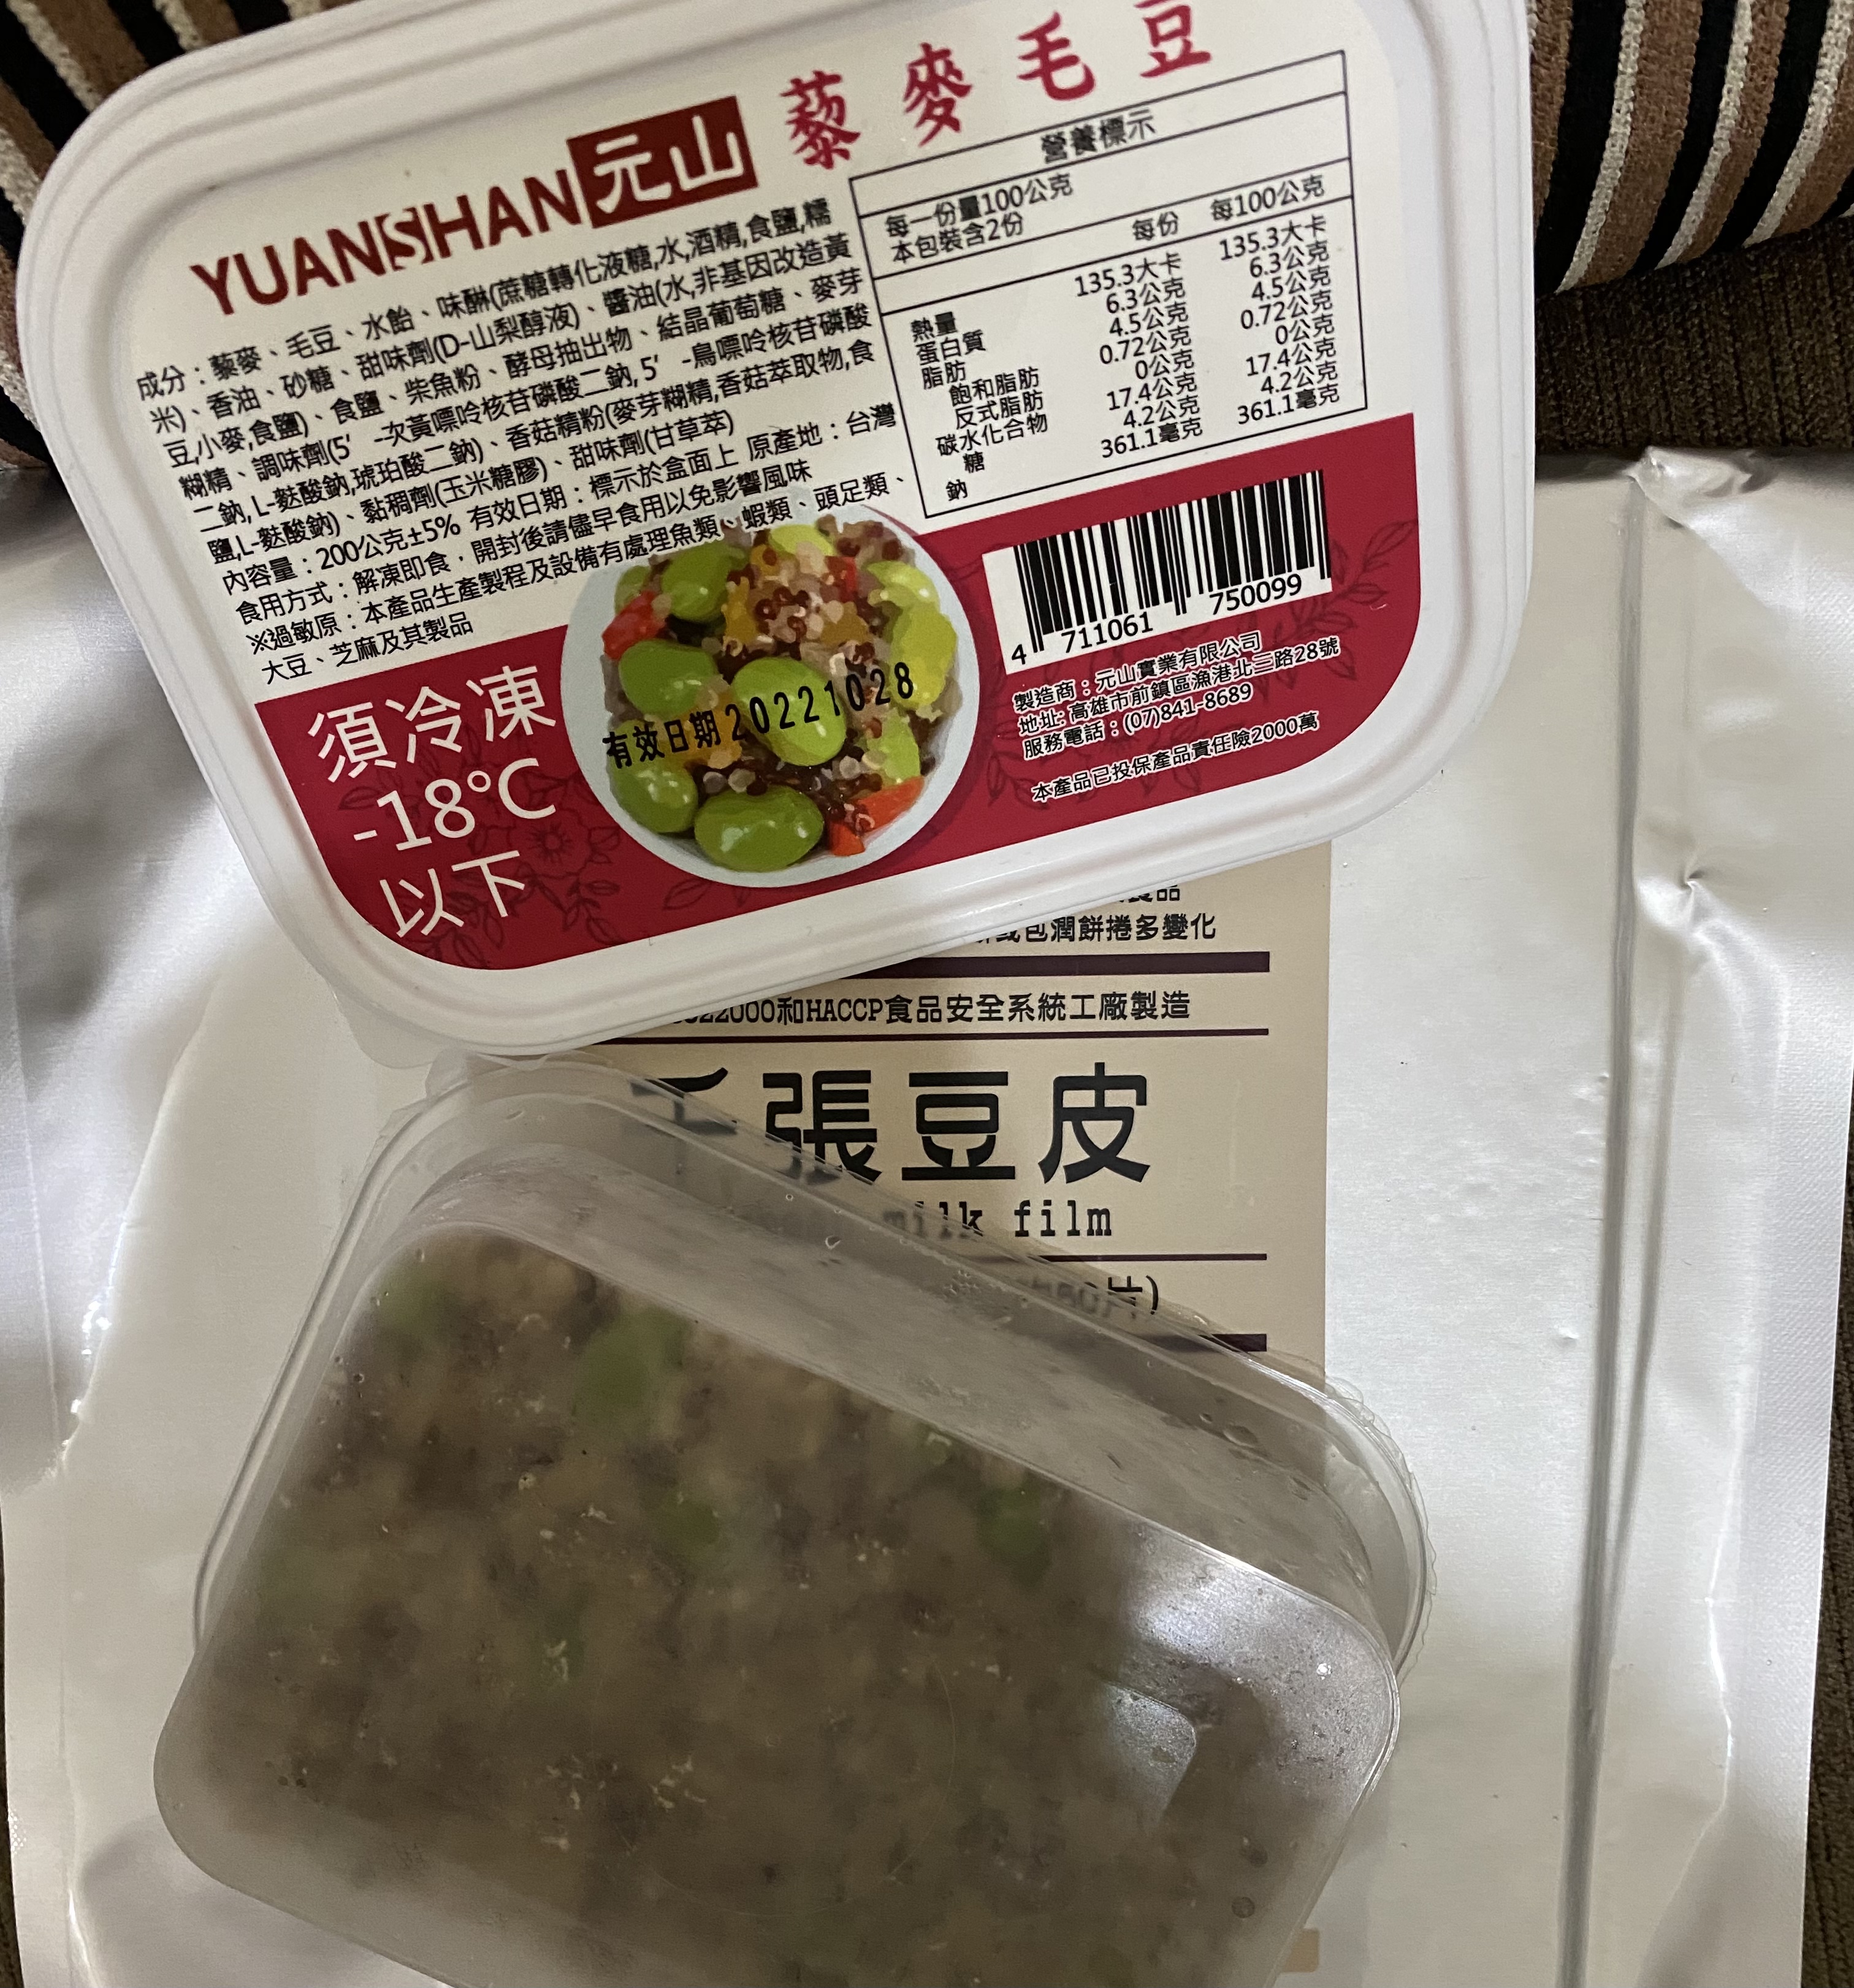 藜麥毛豆
YUANSHAN元山
成分：藜麥、毛豆、水飴、味醂(蔗糖轉化液糖,水,酒精,食鹽,糯
米)、香油、砂糖、甜味劑(D-山梨醇液)、醬油(水,非基因改造黃
豆,小麥,食鹽)、食鹽、柴魚粉、酵母抽出物、結晶葡萄糖、麥芽
糊精、調味劑(5'-次黃嘌呤核苷磷酸二鈉,5'-鳥嘌呤核苷磷酸
二鈉,L-麩酸鈉,琥珀酸二鈉)、香菇精粉(麥芽糊精,香菇萃取物,食
鹽,L-麩酸鈉)、黏稠劑(玉米糖膠)、甜味劑(甘草萃)
內容量：200公克±5% 有效日期：標示於盒面上 原產地：台灣
食用方式：解凍即食，開封後請儘早食用以免影響風味
※過敏原：本產品生產製程及設備有處理魚類、蝦類、頭足類、
大豆、芝麻及其製品
營養標示
每一份量100公克
本包裝含2份
每份 每100公克
熱量 135.3大卡 135.3大卡
蛋白質 6.3公克 6.3公克
脂肪 4.5公克 4.5公克
飽和脂肪 0.72公克 0.72公克
反式脂肪 0公克 0公克
碳水化合物 17.4公克 17.4公克
糖 4.2公克 4.2公克
鈉 361.1毫克 361.1毫克
4 711061 750099
製造商：元山實業有限公司
地址:高雄市前鎮區漁港北三路28號
服務電話：(07)841-8689
本產品已投保產品責任險2000萬
須冷凍
-18℃
以下
有效日期20221028
食品
包潤餅捲多變化
22000和HACCP食品安全系統工廠製造
張豆皮
milk film
片)